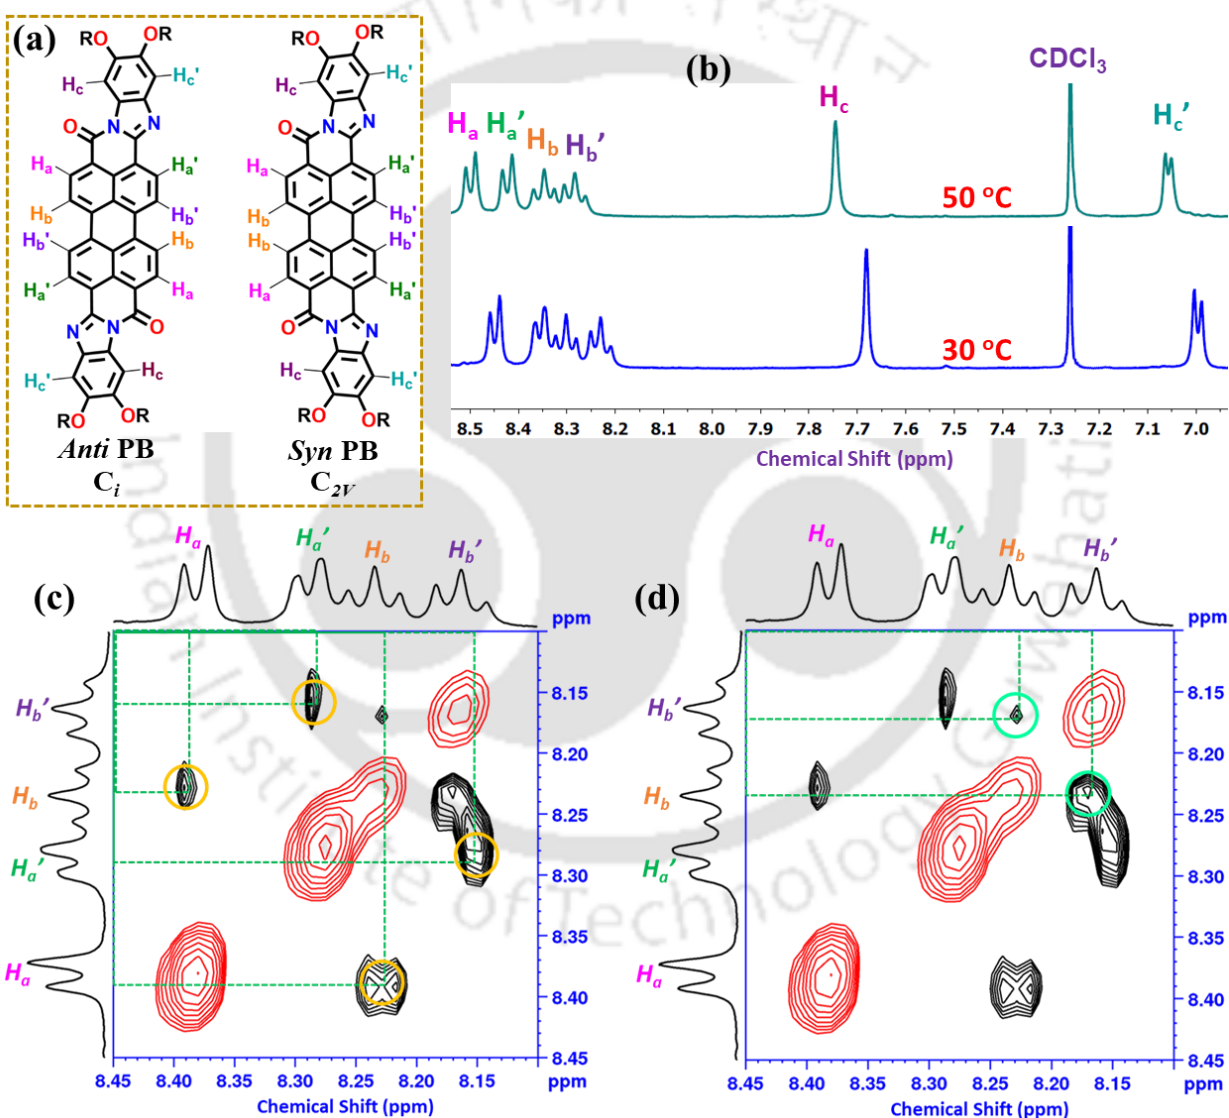 (a)
RO OR
RO OR
Hc Hc'
Hc Hc'
O N N
O N N
Ha Ha'
Ha Ha'
Hb Hb'
Hb Hb'
Hb' Hb
Hb Hb'
Ha' Ha
Ha Ha'
N N O
O N N
Hc' Hc
Hc Hc'
RO OR
RO OR
Anti PB
Ci
Syn PB
C2V
(b)
CDCl3
Ha Ha' Hb Hb'
Hc
Hc'
50 oC
30 oC
8.5 8.4 8.3 8.2 8.1 8.0 7.9 7.8 7.7 7.6 7.5 7.4 7.3 7.2 7.1 7.0
Chemical Shift (ppm)
(c)
Ha Ha' Hb Hb'
ppm
Hb'
Hb
Ha'
Ha
8.15
8.20
8.25
8.30
8.35
8.40
8.45
8.45 8.40 8.35 8.30 8.25 8.20 8.15 ppm
Chemical Shift (ppm)
(d)
Ha Ha' Hb Hb'
ppm
Hb'
Hb
Ha'
Ha
8.15
8.20
8.25
8.30
8.35
8.40
8.45
8.45 8.40 8.35 8.30 8.25 8.20 8.15 ppm
Chemical Shift (ppm)
Indian Institute of Technology Guwahati